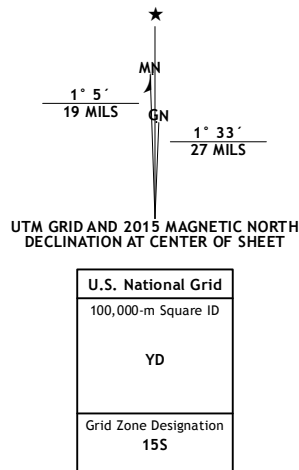 ★
MN
1° 5´
19 MILS
GN
1° 33´
27 MILS
UTM GRID AND 2015 MAGNETIC NORTH
DECLINATION AT CENTER OF SHEET
U.S. National Grid
100,000-m Square ID
YD
Grid Zone Designation
15S